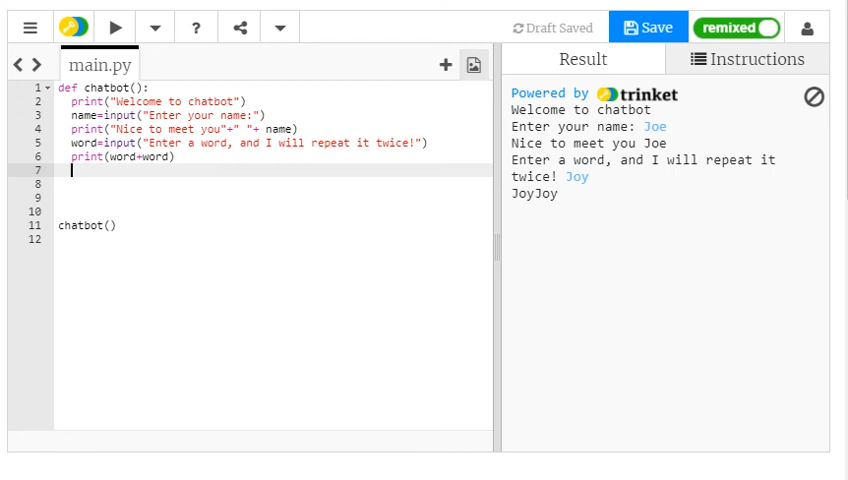 ? Draft Saved Save remixed
main.py + Result Instructions
1 def chatbot():
2 print("Welcome to chatbot")
3 name=input("Enter your name:")
4 print("Nice to meet you"+" "+ name)
5 word=input("Enter a word, and I will repeat it twice!")
6 print(word+word)
7
8
9
10
11 chatbot()
12
Powered by trinket
Welcome to chatbot
Enter your name: Joe
Nice to meet you Joe
Enter a word, and I will repeat it
twice! Joy
JoyJoy